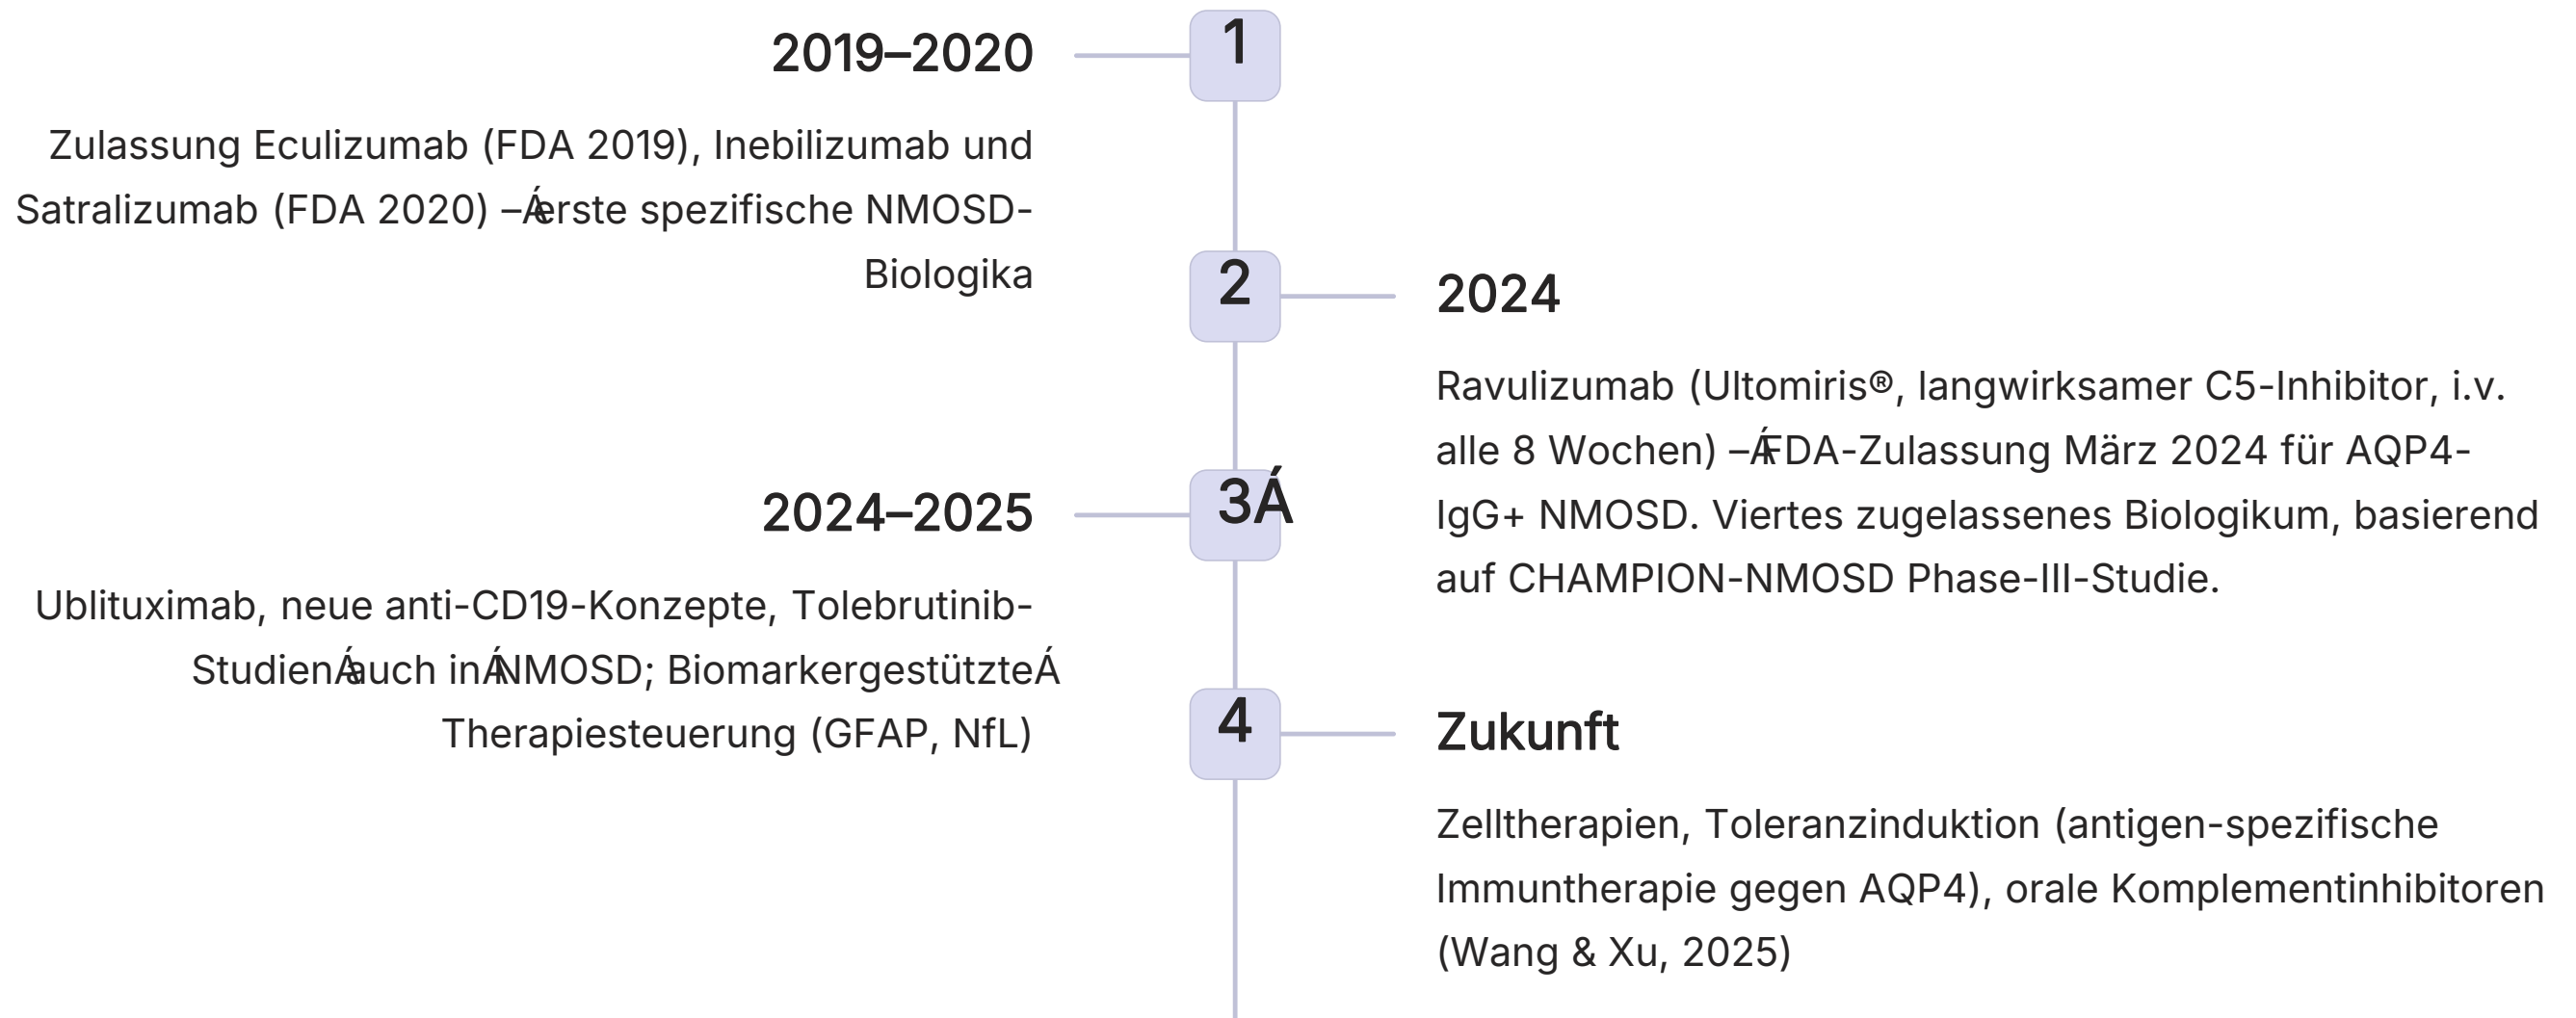 1
2019–2020
Zulassung Eculizumab (FDA 2019), Inebilizumab und
Satralizumab (FDA 2020) –Áerste spezifische NMOSD-
Biologika
2
2024
Ravulizumab (Ultomiris®, langwirksamer C5-Inhibitor, i.v.
alle 8 Wochen) –ÁFDA-Zulassung März 2024 für AQP4-
IgG+ NMOSD. Viertes zugelassenes Biologikum, basierend
auf CHAMPION-NMOSD Phase-III-Studie.
3Á
2024–2025
Ublituximab, neue anti-CD19-Konzepte, Tolebrutinib-
StudienÁauch inÁNMOSD; BiomarkergestützteÁ
Therapiesteuerung (GFAP, NfL)
4
Zukunft
Zelltherapien, Toleranzinduktion (antigen-spezifische
Immuntherapie gegen AQP4), orale Komplementinhibitoren
(Wang & Xu, 2025)